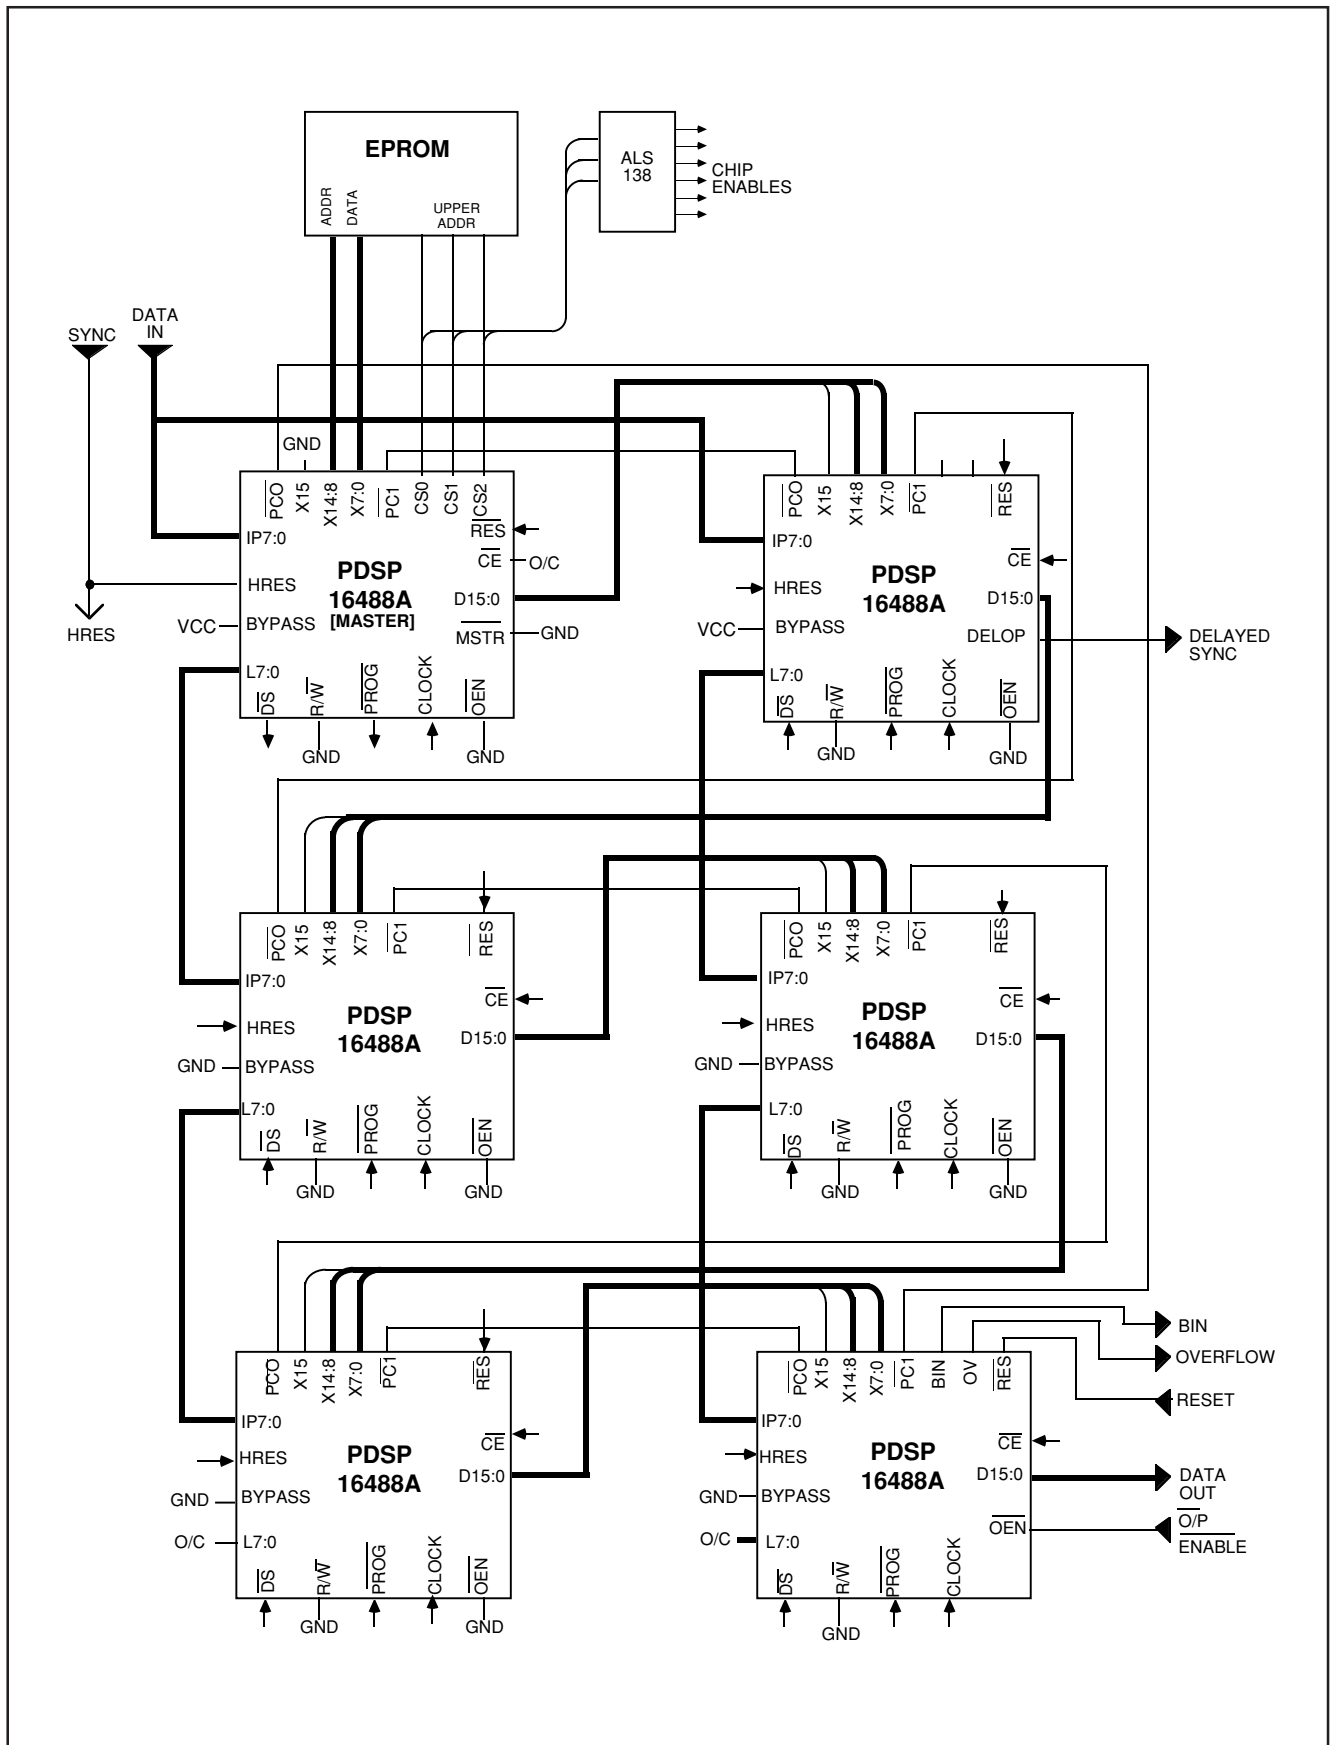 EPROM
ADDR
DATA
UPPER
ADDR
ALS
138
CHIP
ENABLES
SYNC
DATA
IN
HRES
GND
PCO
X15
X14:8
X7:0
PC1
CS0
CS1
CS2
RES
IP7:0
CE
O/C
HRES
PDSP
16488A
[MASTER]
D15:0
VCC
BYPASS
MSTR
GND
L7:0
DS
R/W
PROG
CLOCK
OEN
GND
GND
PCO
X15
X14:8
X7:0
PC1
RES
IP7:0
CE
HRES
PDSP
16488A
D15:0
VCC
BYPASS
DELOP
DELAYED
SYNC
L7:0
DS
R/W
PROG
CLOCK
OEN
GND
GND
PCO
X15
X14:8
X7:0
PC1
RES
IP7:0
CE
HRES
PDSP
16488A
D15:0
GND
BYPASS
L7:0
DS
R/W
PROG
CLOCK
OEN
GND
GND
PCO
X15
X14:8
X7:0
PC1
RES
IP7:0
CE
HRES
PDSP
16488A
D15:0
GND
BYPASS
L7:0
DS
R/W
PROG
CLOCK
OEN
GND
GND
PCO
X15
X14:8
X7:0
PC1
RES
IP7:0
CE
HRES
PDSP
16488A
D15:0
GND
BYPASS
O/C
L7:0
DS
R/W
PROG
CLOCK
OEN
GND
GND
PCO
X15
X14:8
X7:0
PC1
BIN
OV
RES
BIN
OVERFLOW
RESET
IP7:0
CE
HRES
PDSP
16488A
D15:0
DATA
OUT
GND
BYPASS
OEN
O/P
ENABLE
O/C
L7:0
DS
R/W
PROG
CLOCK
GND